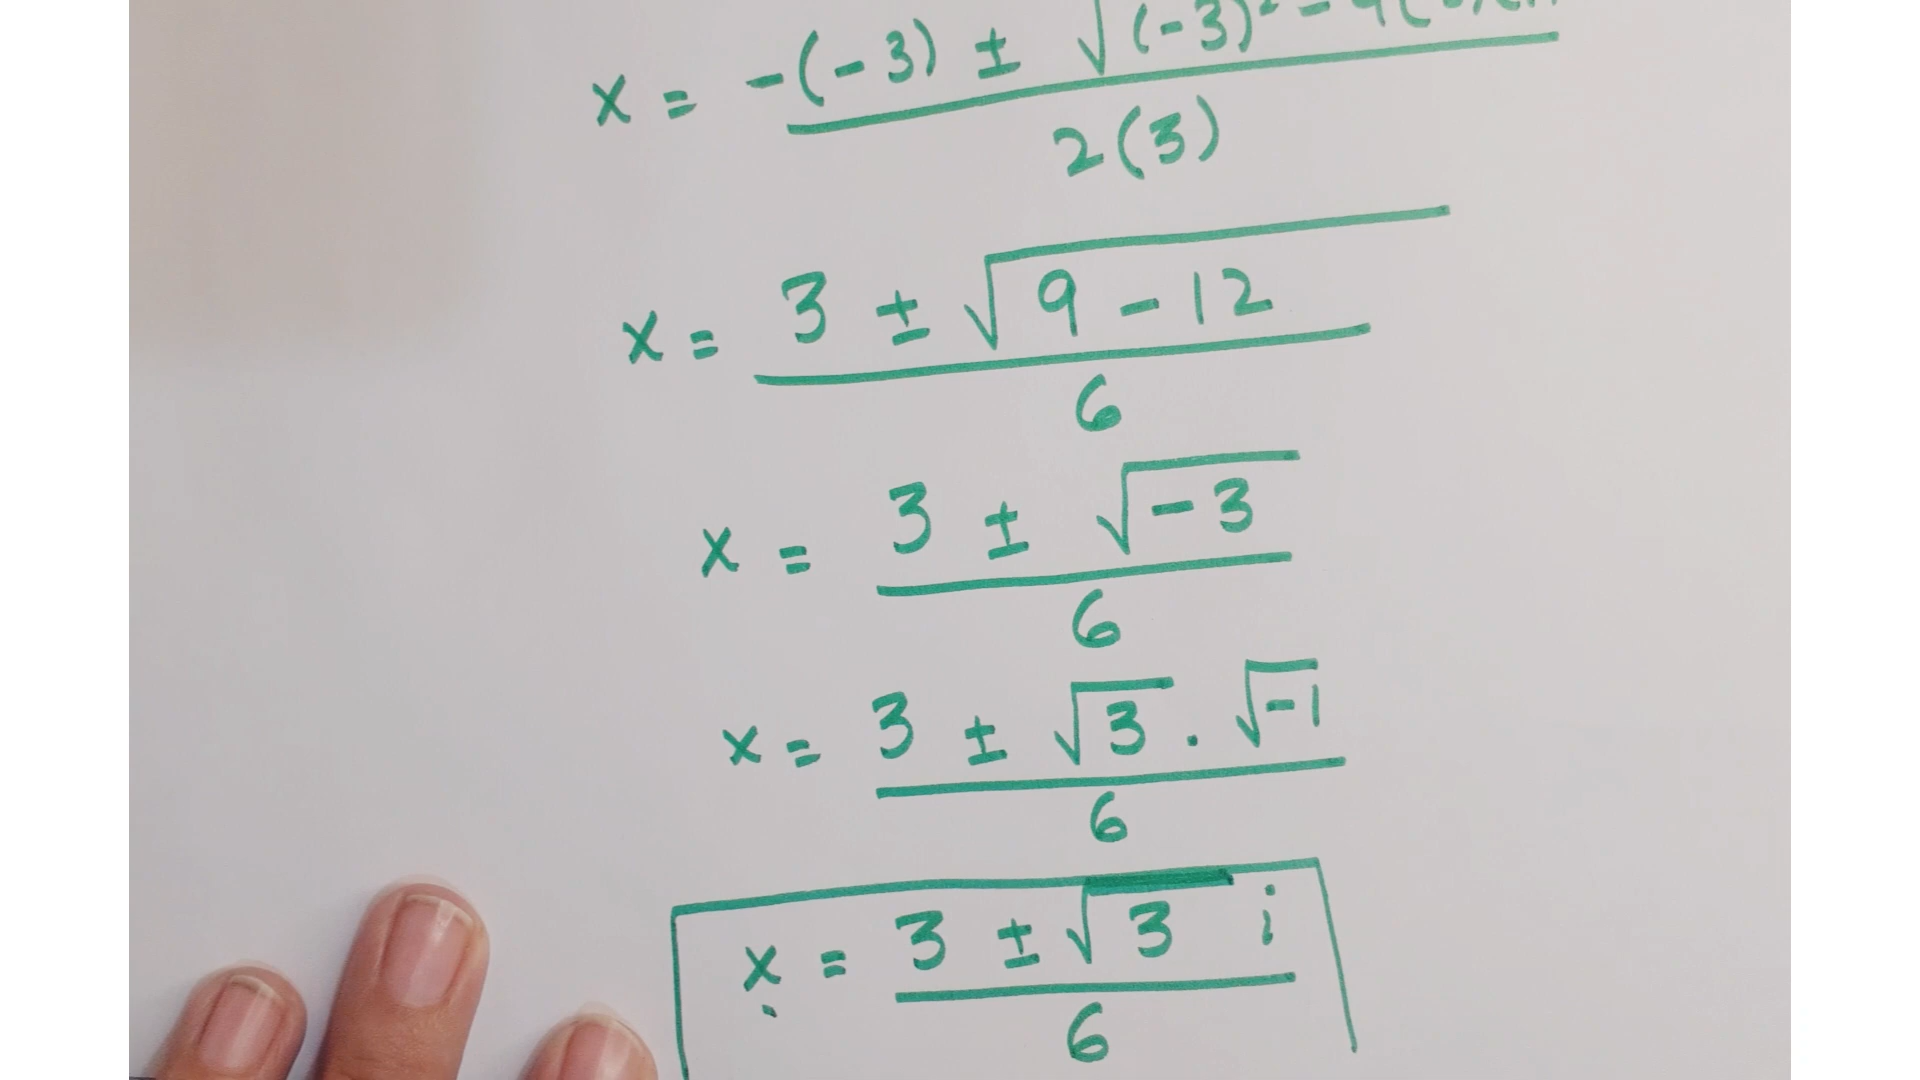 x = -(-3) ± √(-3)² - 4(
2(3)
x = 3 ± √9 - 12
6
x = 3 ± √-3
6
x = 3 ± √3 . √-1
6
x = 3 ± √3 i
6